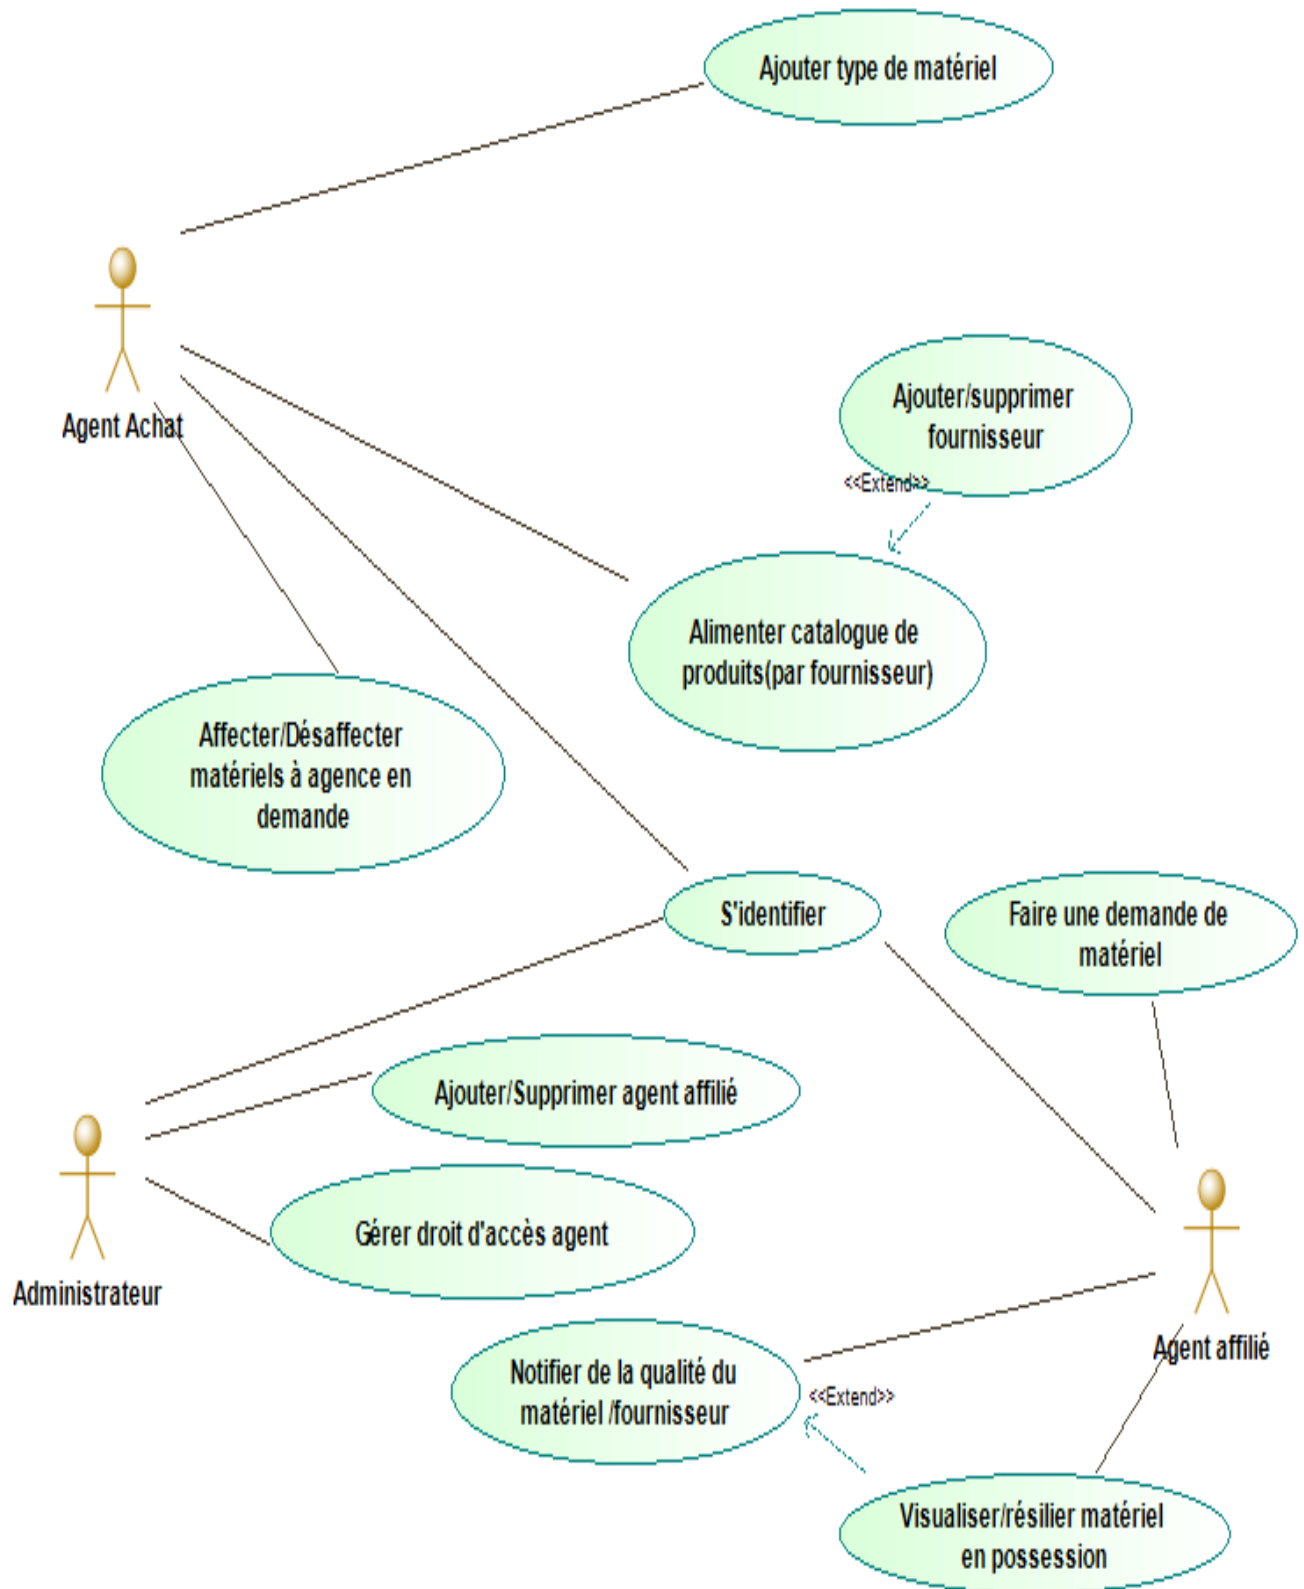 Ajouter type de matériel
Agent Achat
Ajouter/supprimer
fournisseur
<<Extend>>
Alimenter catalogue de
produits(par fournisseur)
Affecter/Désaffecter
matériels à agence en
demande
S'identifier
Faire une demande de
matériel
Ajouter/Supprimer agent affilié
Gérer droit d'accès agent
Administrateur
Agent affilié
Notifier de la qualité du
matériel /fournisseur
<<Extend>>
Visualiser/résilier matériel
en possession